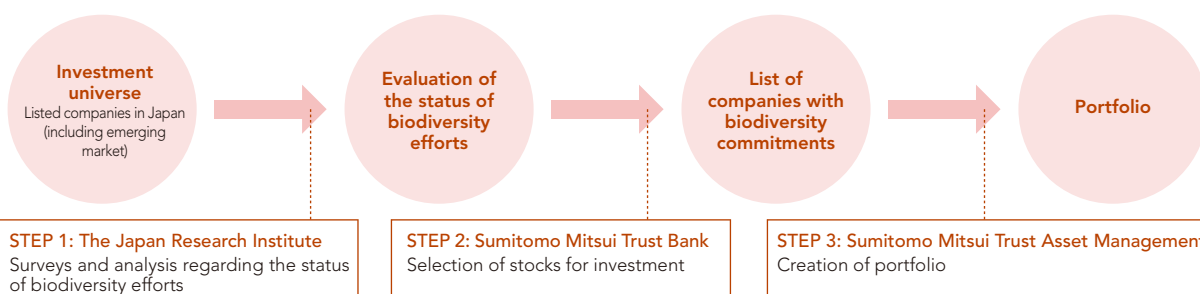 Investment
universe
Listed companies in Japan
(including emerging
market)
Evaluation of
the status of
biodiversity
efforts
List of
companies with
biodiversity
commitments
Portfolio
STEP 1: The Japan Research Institute
Surveys and analysis regarding the status
of biodiversity efforts
STEP 2: Sumitomo Mitsui Trust Bank
Selection of stocks for investment
STEP 3: Sumitomo Mitsui Trust Asset Management
Creation of portfolio